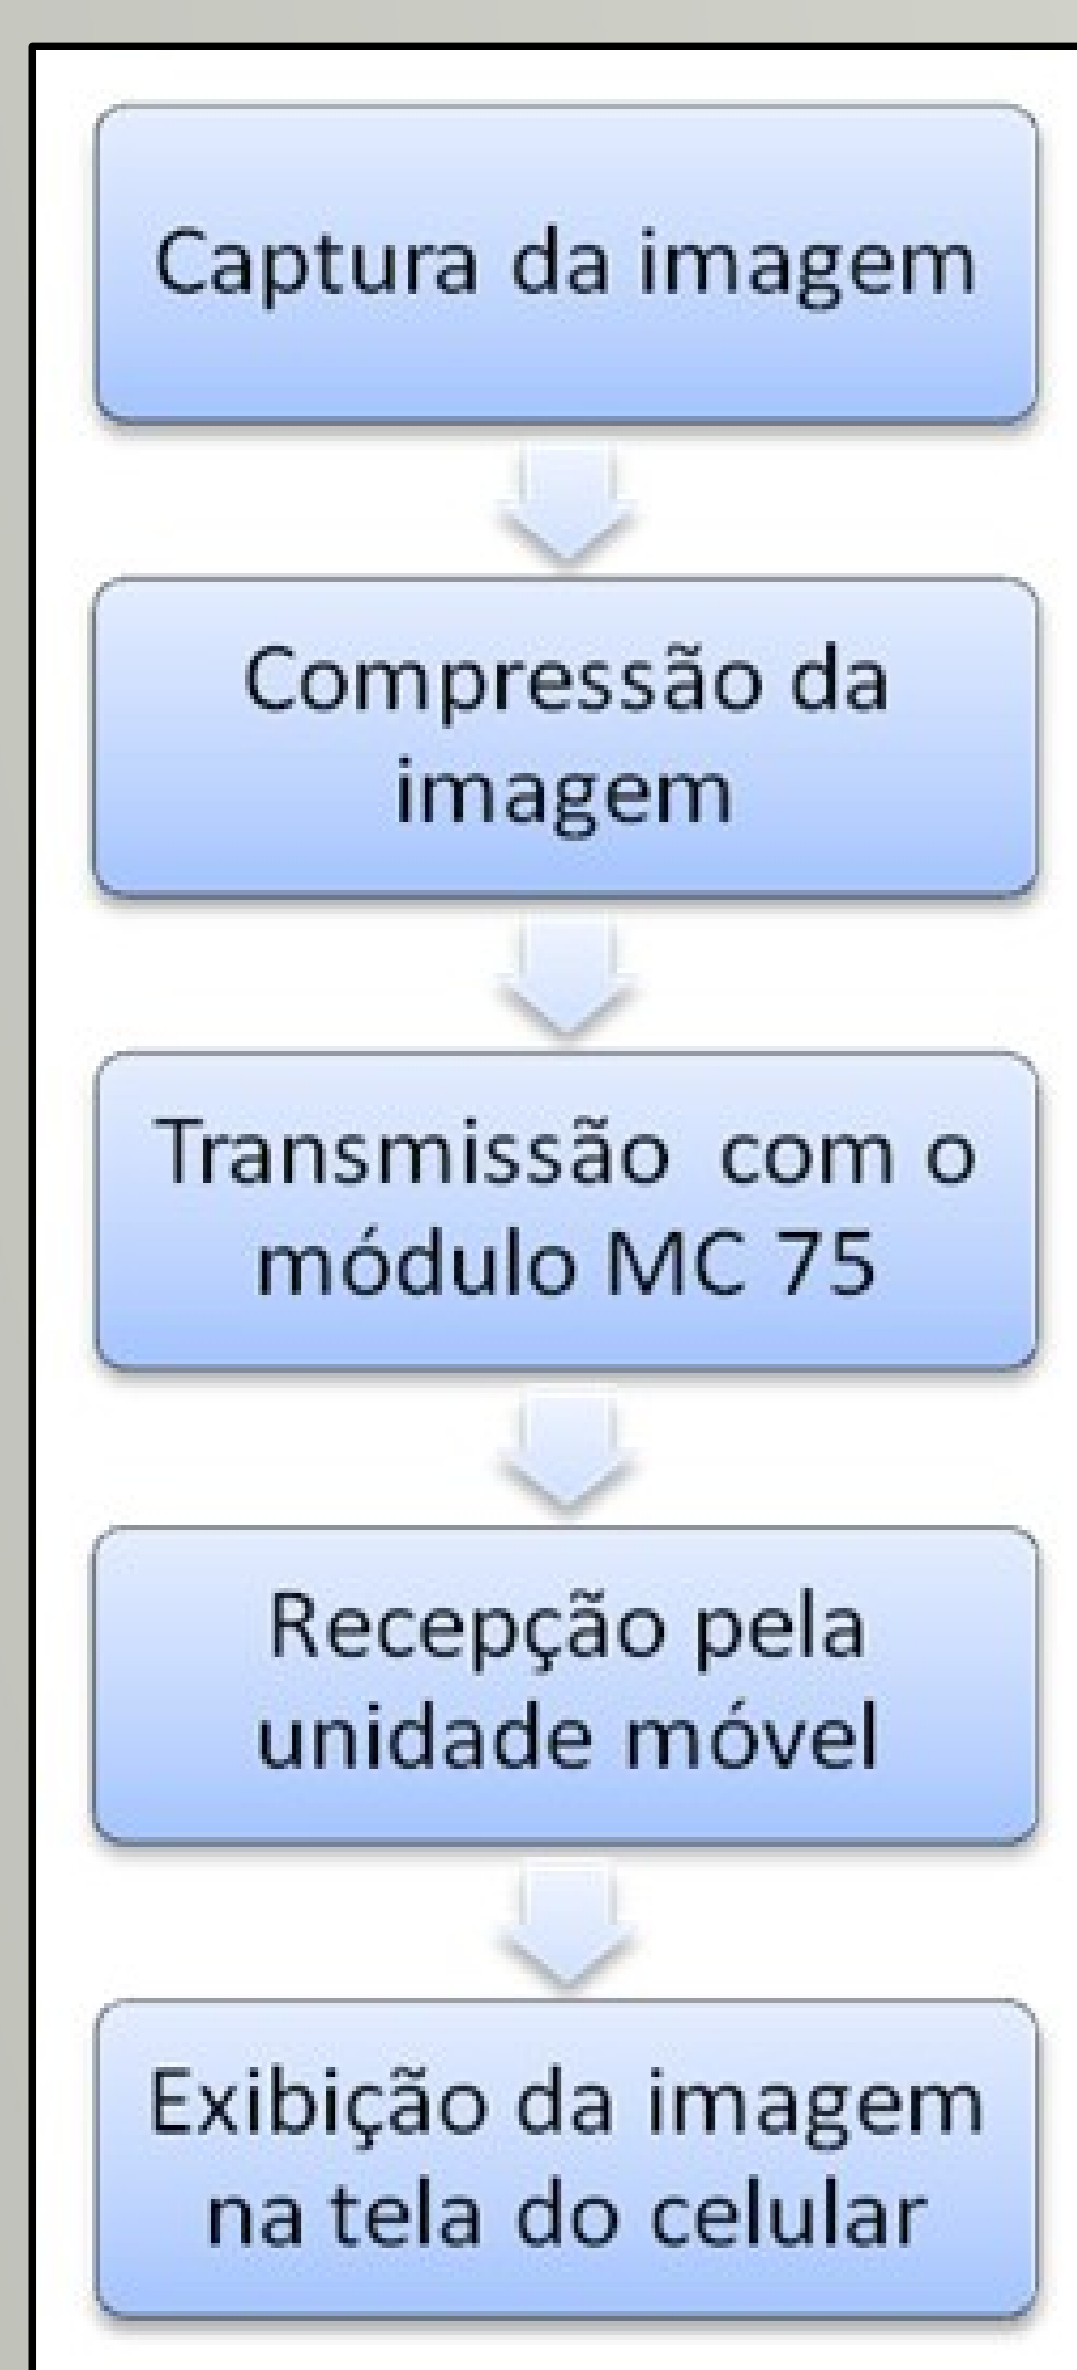 Captura da imagem
Compressão da
imagem
Transmissão com o
módulo MC 75
Recepção pela
unidade móvel
Exibição da imagem
na tela do celular